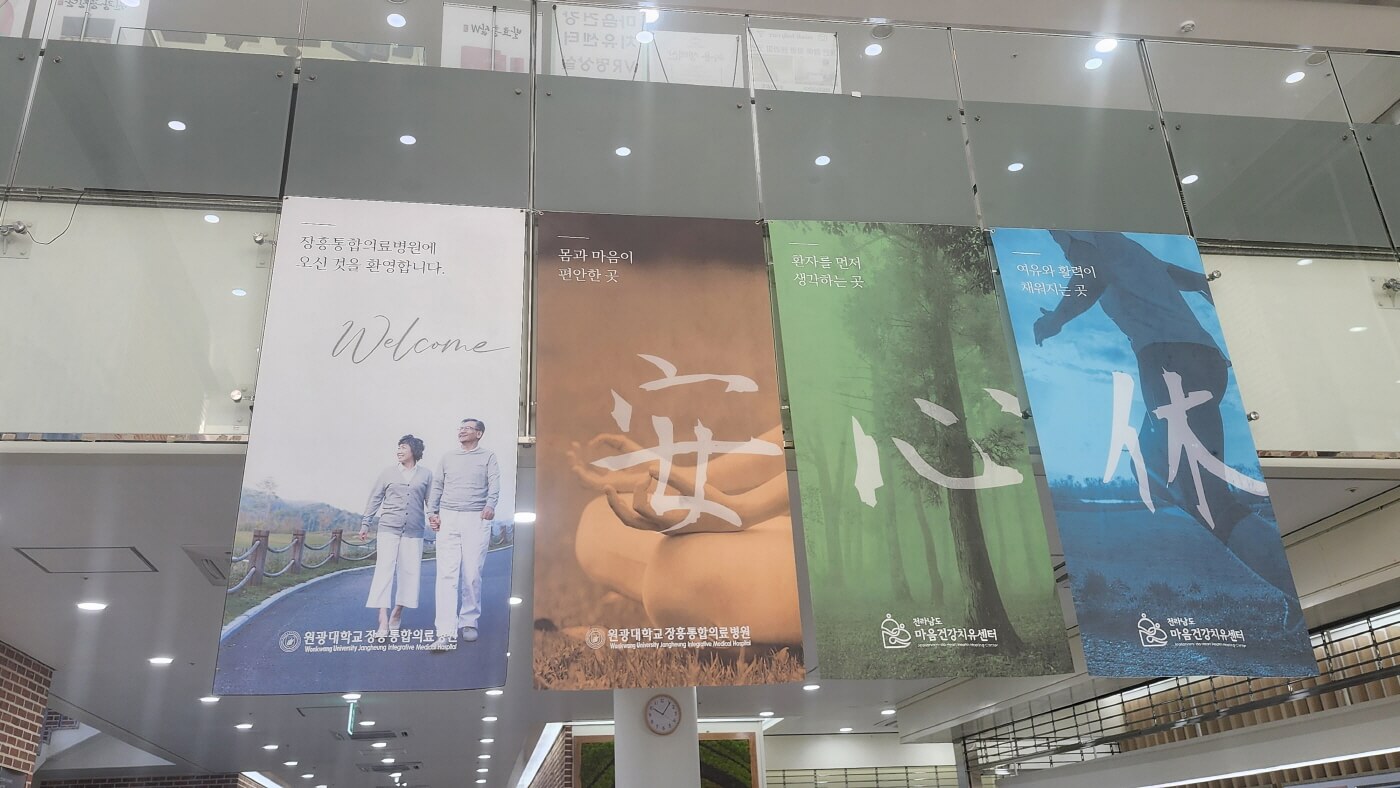 장흥통합의료병원에
오신 것을 환영합니다.
Welcome
원광대학교 장흥통합의료병원
Wonkwang University Jangheung Integrative Medical Hospital
몸과 마음이
편안한 곳
安
원광대학교 장흥통합의료병원
Wonkwang University Jangheung Integrative Medical Hospital
환자를 먼저
생각하는 곳
心
전라남도
마음건강치유센터
여유와 활력이
채워지는 곳
休
전라남도
마음건강치유센터